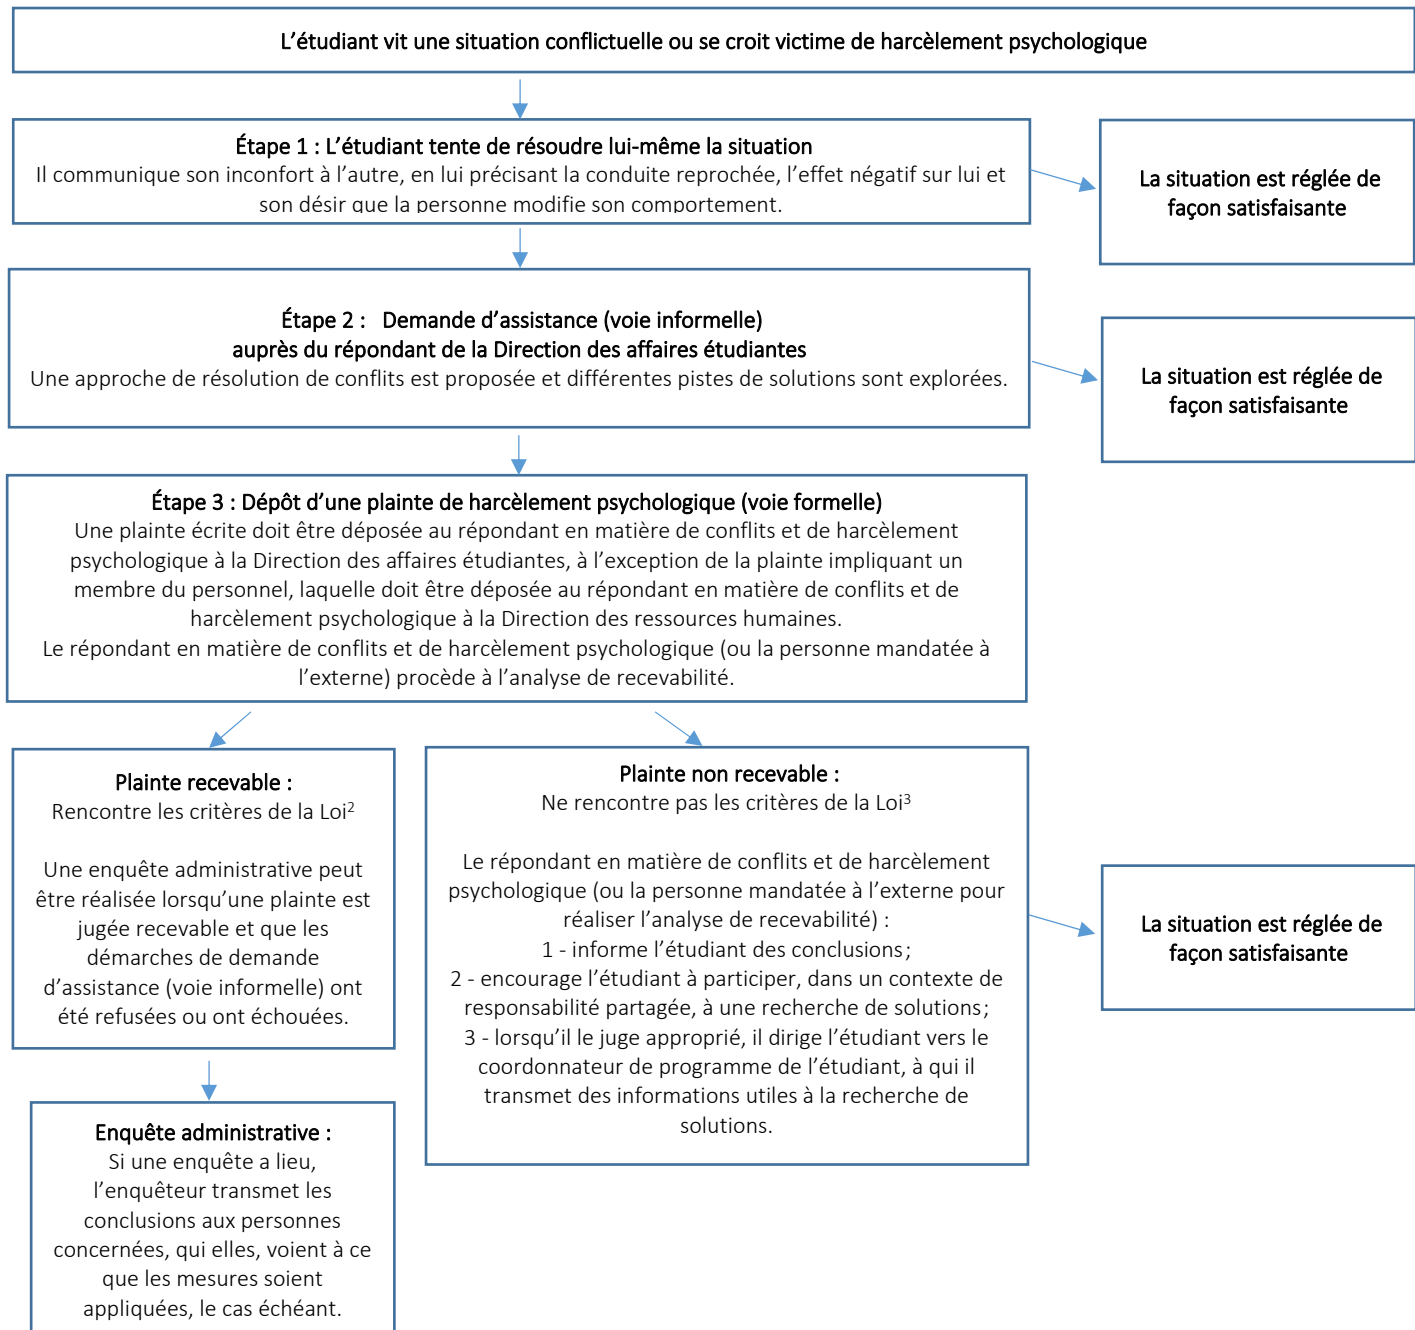 L'étudiant vit une situation conflictuelle ou se croit victime de harcèlement psychologique
Étape 1 : L'étudiant tente de résoudre lui-même la situation
Il communique son inconfort à l'autre, en lui précisant la conduite reprochée, l'effet négatif sur lui et
son désir que la personne modifie son comportement.
La situation est réglée de
façon satisfaisante
Étape 2 : Demande d'assistance (voie informelle)
auprès du répondant de la Direction des affaires étudiantes
Une approche de résolution de conflits est proposée et différentes pistes de solutions sont explorées.
La situation est réglée de
façon satisfaisante
Étape 3 : Dépôt d'une plainte de harcèlement psychologique (voie formelle)
Une plainte écrite doit être déposée au répondant en matière de conflits et de harcèlement
psychologique à la Direction des affaires étudiantes, à l'exception de la plainte impliquant un
membre du personnel, laquelle doit être déposée au répondant en matière de conflits et de
harcèlement psychologique à la Direction des ressources humaines.
Le répondant en matière de conflits et de harcèlement psychologique (ou la personne mandatée à
l'externe) procède à l'analyse de recevabilité.
Plainte recevable :
Rencontre les critères de la Loi²
Une enquête administrative peut
être réalisée lorsqu'une plainte est
jugée recevable et que les
démarches de demande
d'assistance (voie informelle) ont
été refusées ou ont échouées.
Plainte non recevable :
Ne rencontre pas les critères de la Loi³
Le répondant en matière de conflits et de harcèlement
psychologique (ou la personne mandatée à l'externe pour
réaliser l'analyse de recevabilité) :
1 - informe l'étudiant des conclusions ;
2 - encourage l'étudiant à participer, dans un contexte de
responsabilité partagée, à une recherche de solutions ;
3 - lorsqu'il le juge approprié, il dirige l'étudiant vers le
coordonnateur de programme de l'étudiant, à qui il
transmet des informations utiles à la recherche de
solutions.
La situation est réglée de
façon satisfaisante
Enquête administrative :
Si une enquête a lieu,
l'enquêteur transmet les
conclusions aux personnes
concernées, qui elles, voient à ce
que les mesures soient
appliquées, le cas échéant.